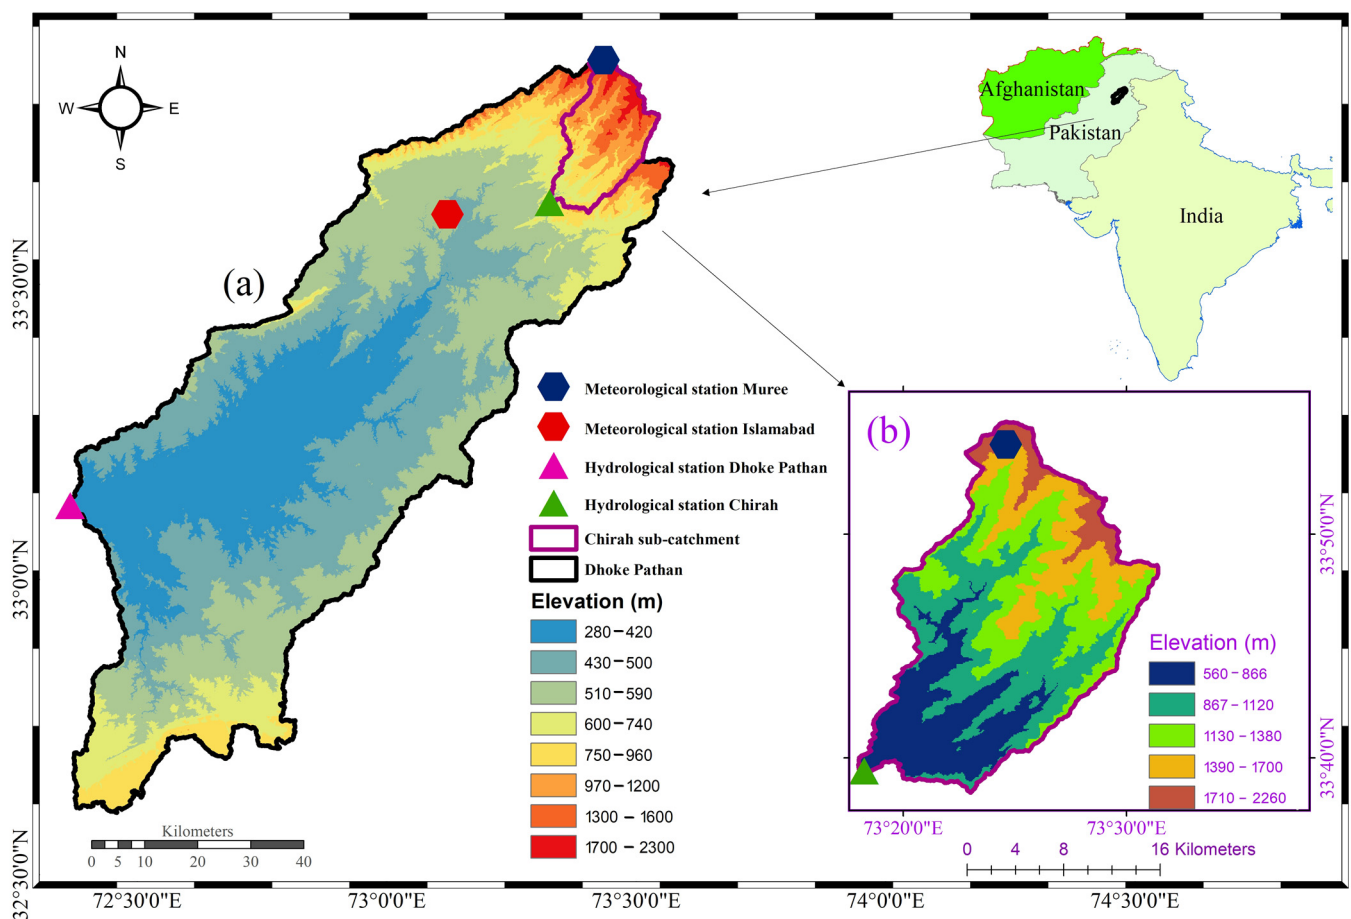 N
W E
S
(a)
Afghanistan
Pakistan
India
Meteorological station Muree
Meteorological station Islamabad
Hydrological station Dhoke Pathan
Hydrological station Chirah
Chirah sub-catchment
Dhoke Pathan
Elevation (m)
280–420
430–500
510–590
600–740
750–960
970–1200
1300 – 1600
1700 – 2300
Kilometers
0 5 10 20 30 40
(b)
Elevation (m)
560 – 866
867 – 1120
1130 – 1380
1390 – 1700
1710 – 2260
33°50'0"N
33°40'0"N
73°20'0"E 73°30'0"E
0 4 8 16 Kilometers
33°30'0"N
33°0'0"N
32°30'0"N
72°30'0"E 73°0'0"E 73°30'0"E 74°0'0"E 74°30'0"E